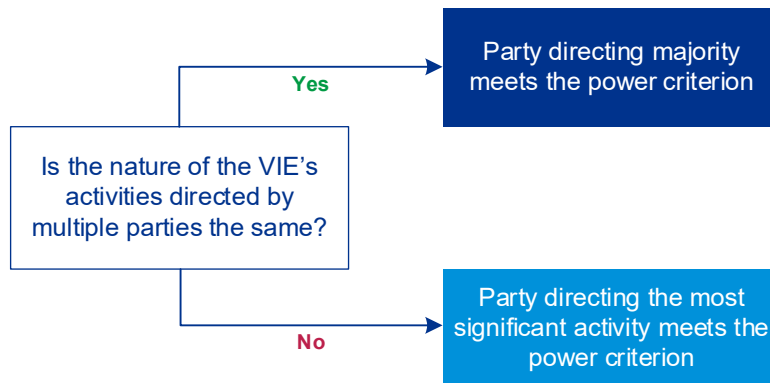 Party directing majority
meets the power criterion
Yes
Is the nature of the VIE’s
activities directed by
multiple parties the same?
No
Party directing the most
significant activity meets the
power criterion